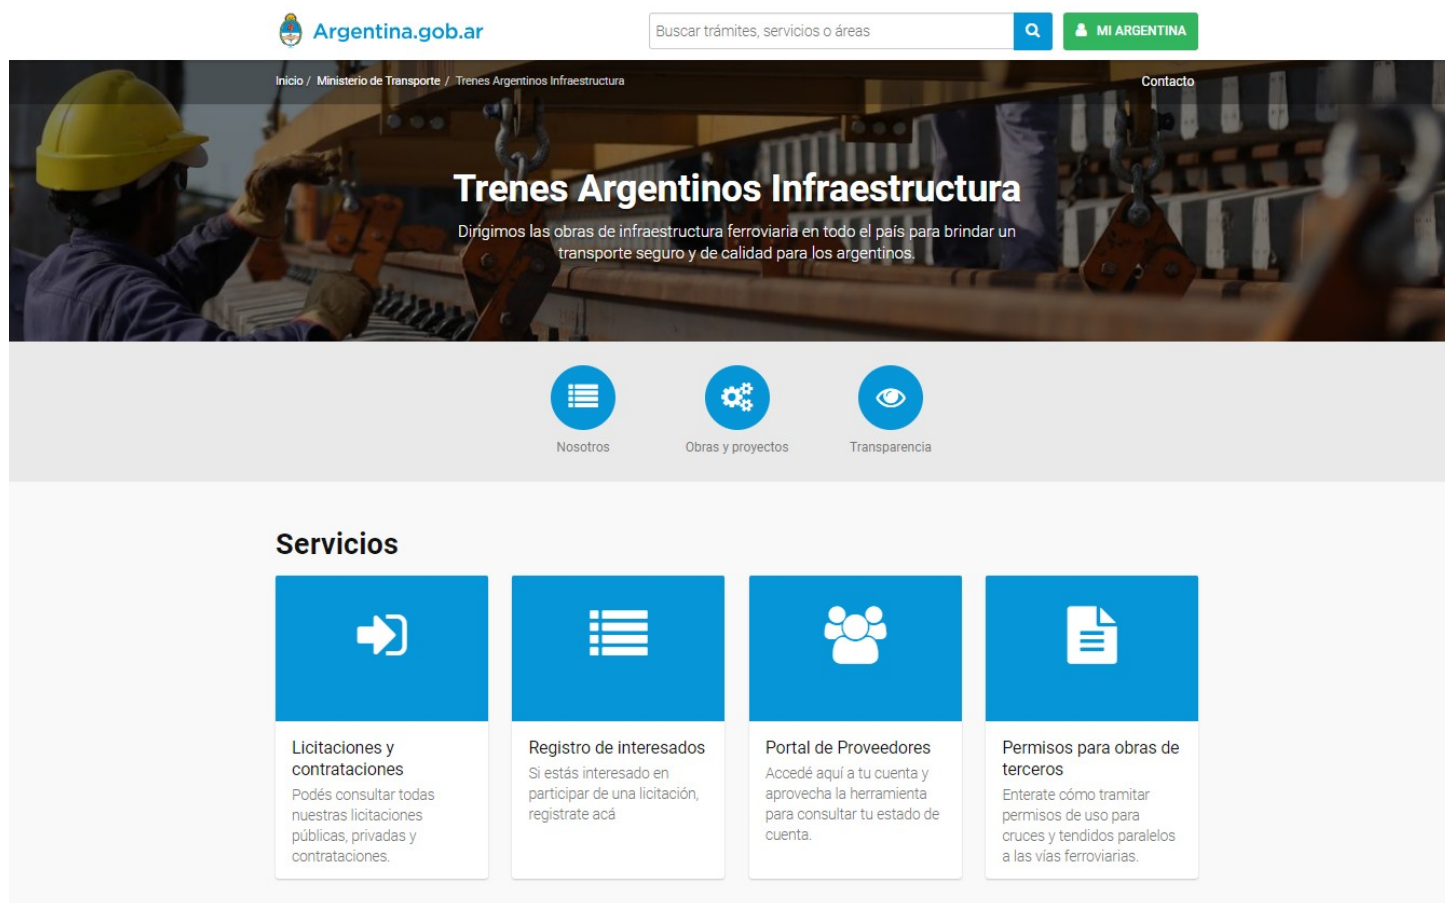 Argentina.gob.ar
Buscar trámites, servicios o áreas
MI ARGENTINA
Inicio / Ministerio de Transporte / Trenes Argentinos Infraestructura
Contacto
Trenes Argentinos Infraestructura
Dirigimos las obras de infraestructura ferroviaria en todo el país para brindar un
transporte seguro y de calidad para los argentinos.
Nosotros
Obras y proyectos
Transparencia
Servicios
Licitaciones y
contrataciones
Podés consultar todas
nuestras licitaciones
públicas, privadas y
contrataciones.
Registro de interesados
Si estás interesado en
participar de una licitación,
registrate acá
Portal de Proveedores
Accedé aquí a tu cuenta y
aprovecha la herramienta
para consultar tu estado de
cuenta.
Permisos para obras de
terceros
Enterate cómo tramitar
permisos de uso para
cruces y tendidos paralelos
a las vías ferroviarias.